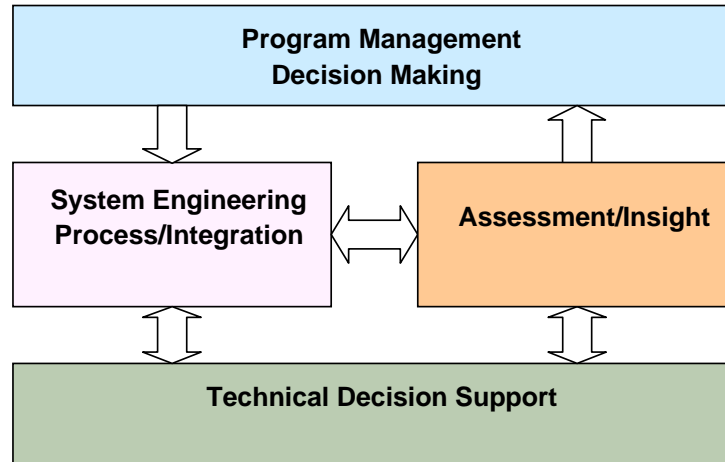 Program Management
Decision Making
System Engineering
Process/Integration
Assessment/Insight
Technical Decision Support